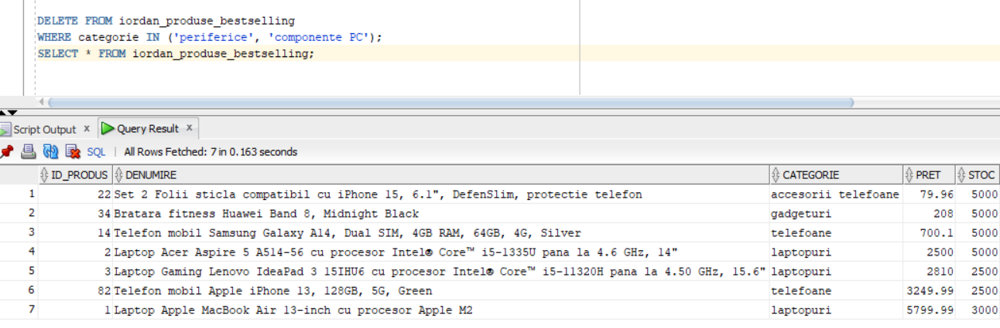 DELETE FROM iordan_produse_bestselling
WHERE categorie IN ('periferice', 'componente PC');
SELECT * FROM iordan_produse_bestselling;
Script Output x Query Result x
SQL | All Rows Fetched: 7 in 0.163 seconds
ID_PRODUS DENUMIRE CATEGORIE PRET STOC
1 22 Set 2 Folii sticla compatibil cu iPhone 15, 6.1", DefenSlim, protectie telefon accesorii telefoane 79.96 5000
2 34 Bratara fitness Huawei Band 8, Midnight Black gadgeturi 208 5000
3 14 Telefon mobil Samsung Galaxy A14, Dual SIM, 4GB RAM, 64GB, 4G, Silver telefoane 700.1 5000
4 2 Laptop Acer Aspire 5 A514-56 cu procesor Intel® Core™ i5-1335U pana la 4.6 GHz, 14" laptopuri 2500 5000
5 3 Laptop Gaming Lenovo IdeaPad 3 15IHU6 cu procesor Intel® Core™ i5-11320H pana la 4.50 GHz, 15.6" laptopuri 2810 2500
6 82 Telefon mobil Apple iPhone 13, 128GB, 5G, Green telefoane 3249.99 2500
7 1 Laptop Apple MacBook Air 13-inch cu procesor Apple M2 laptopuri 5799.99 3000